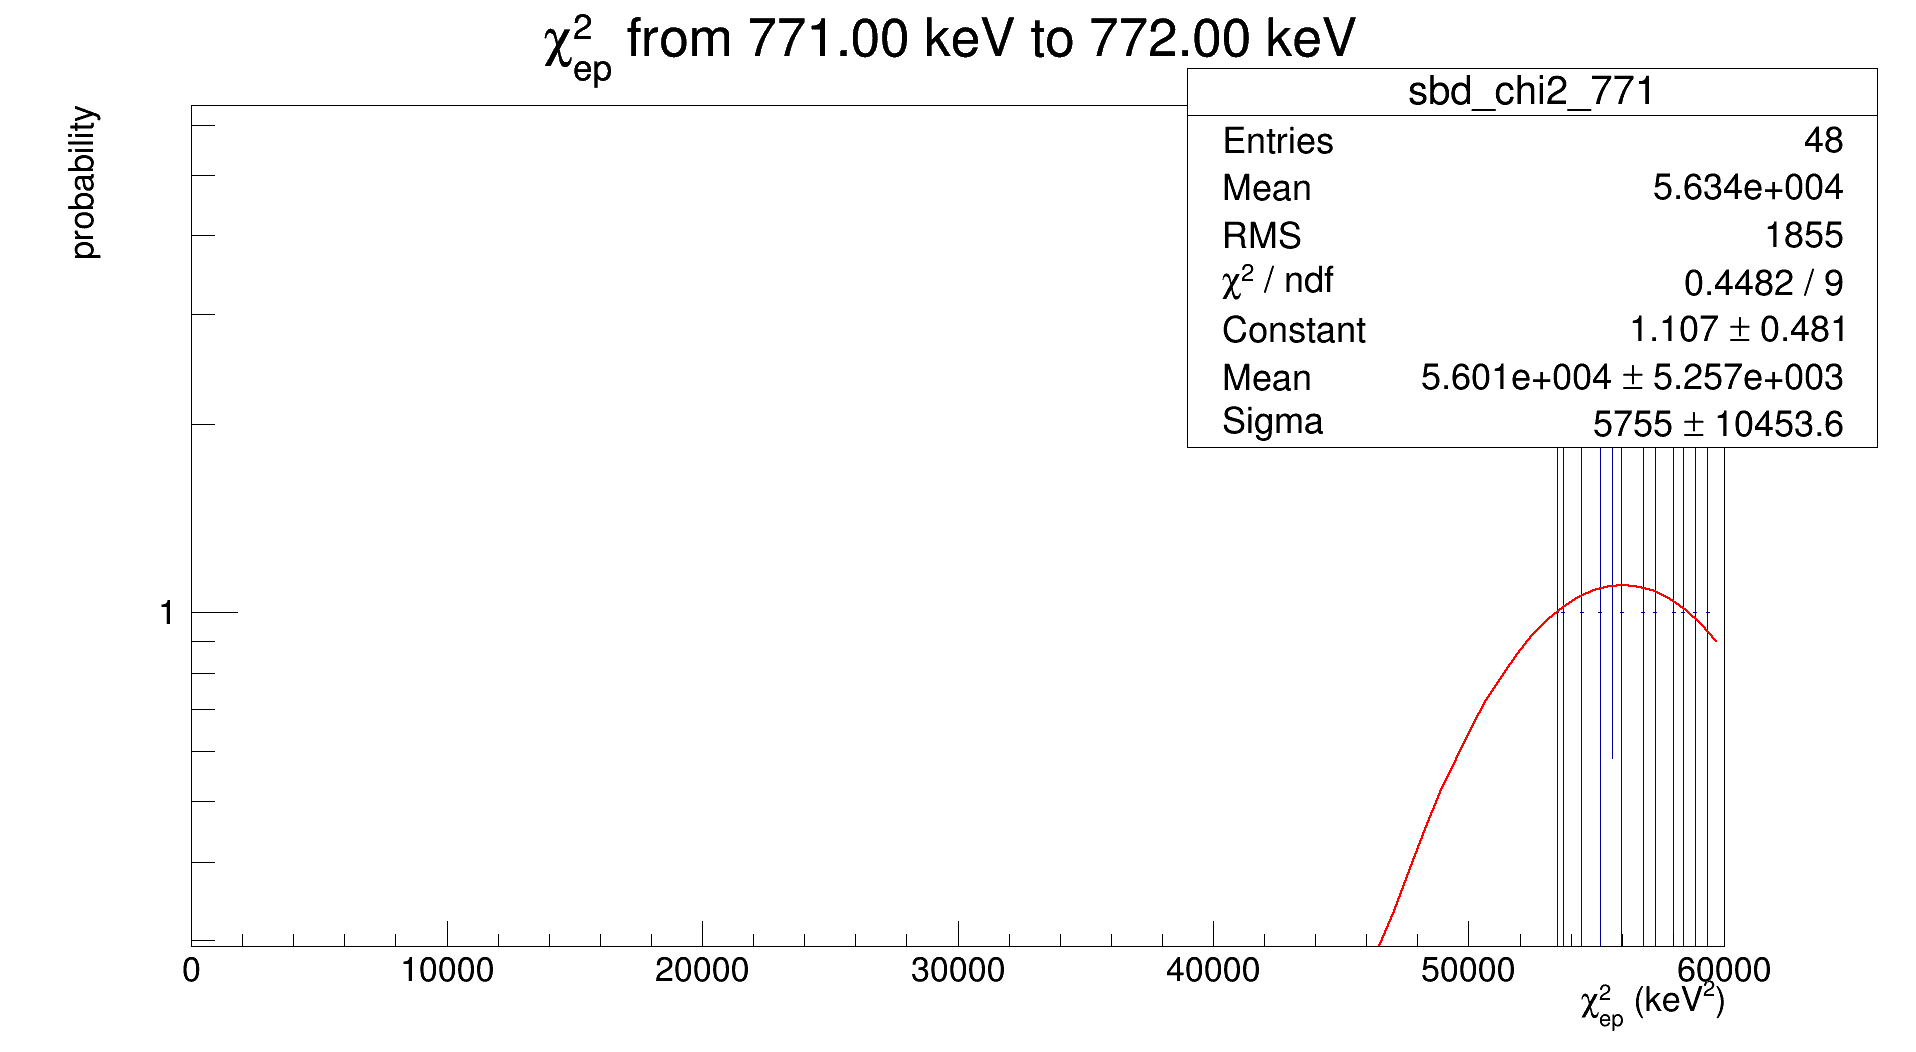 χ²ep from 771.00 keV to 772.00 keV
probability
sbd_chi2_771
Entries 48
Mean 5.634e+004
RMS 1855
χ² / ndf 0.4482 / 9
Constant 1.107 ± 0.481
Mean 5.601e+004 ± 5.257e+003
Sigma 5755 ± 10453.6
1
0 10000 20000 30000 40000 50000 60000
χ²ep (keV²)